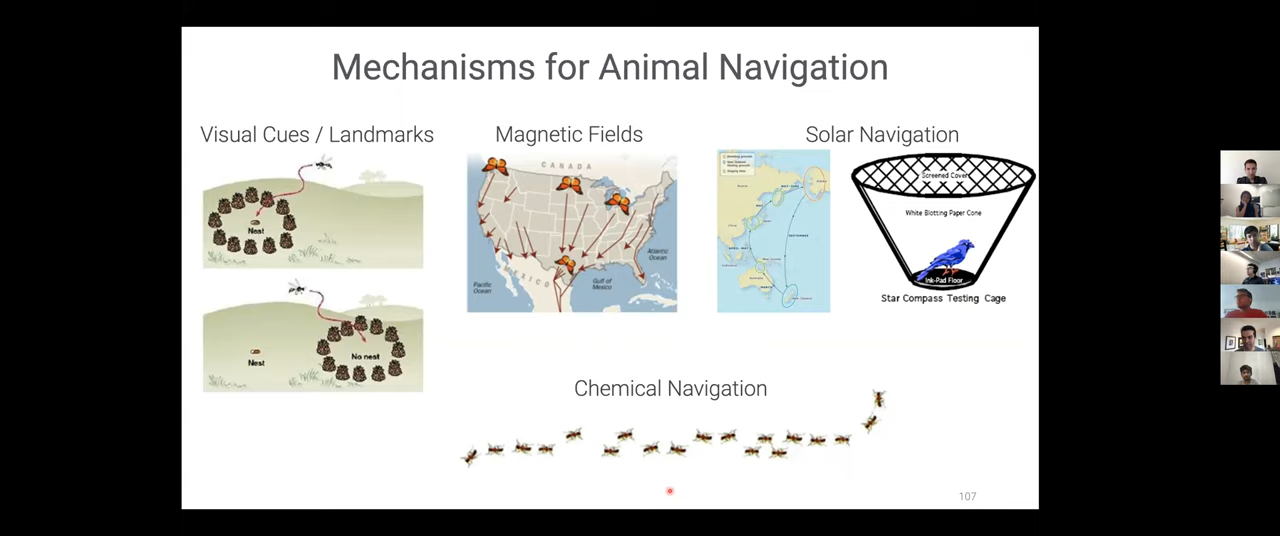 Mechanisms for Animal Navigation
Visual Cues / Landmarks
Magnetic Fields
Solar Navigation
Nest
Nest
No nest
CANADA
MEXICO
Pacific
Ocean
Gulf of
Mexico
Atlantic
Ocean
Screened Cover
White Blotting Paper Cone
Ink-Pad Floor
Star Compass Testing Cage
Chemical Navigation
107